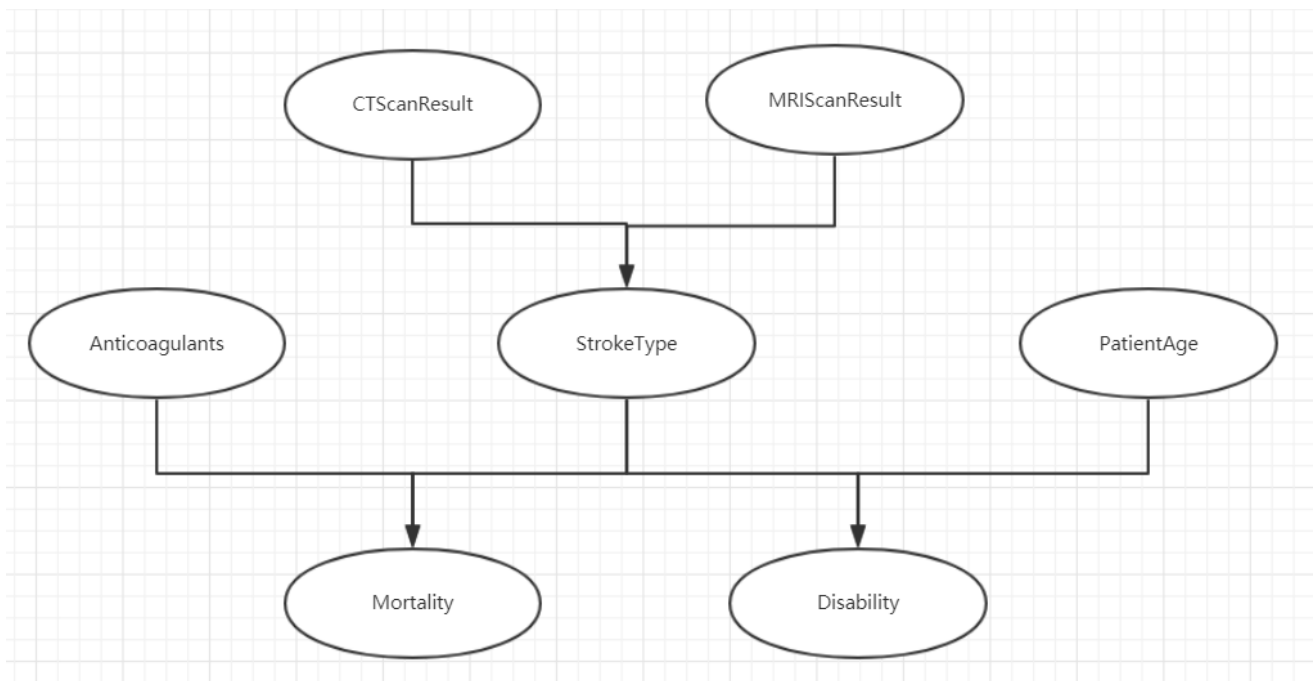 CTScanResult
MRIScanResult
Anticoagulants
StrokeType
PatientAge
Mortality
Disability